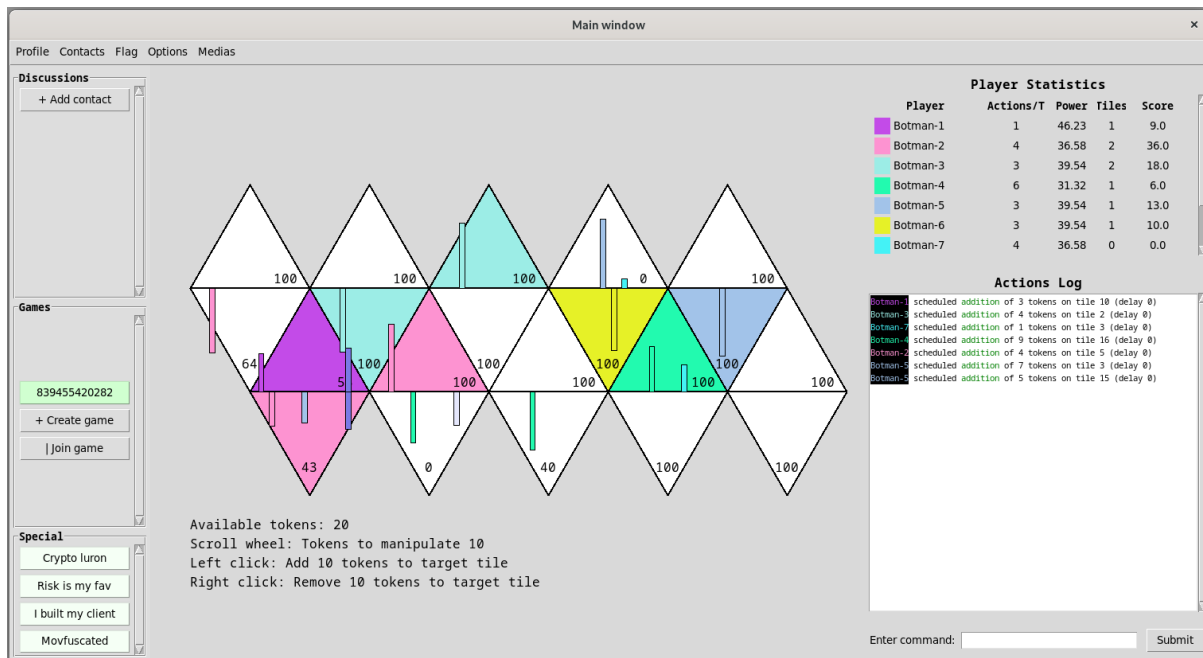 Main window
×
Profile Contacts Flag Options Medias
Discussions
+ Add contact
Games
839455420282
+ Create game
| Join game
Special
Crypto luron
Risk is my fav
I built my client
Movfuscated
100 100 100 0 100
64 5 100 100 100 100 100 100 100 100
43 0 40 100 100
Available tokens: 20
Scroll wheel: Tokens to manipulate 10
Left click: Add 10 tokens to target tile
Right click: Remove 10 tokens to target tile
Player Statistics
Player Actions/T Power Tiles Score
Botman-1 1 46.23 1 9.0
Botman-2 4 36.58 2 36.0
Botman-3 3 39.54 2 18.0
Botman-4 6 31.32 1 6.0
Botman-5 3 39.54 1 13.0
Botman-6 3 39.54 1 10.0
Botman-7 4 36.58 0 0.0
Actions Log
Botman-1 scheduled addition of 3 tokens on tile 10 (delay 0)
Botman-3 scheduled addition of 4 tokens on tile 2 (delay 0)
Botman-7 scheduled addition of 1 tokens on tile 3 (delay 0)
Botman-4 scheduled addition of 9 tokens on tile 16 (delay 0)
Botman-2 scheduled addition of 4 tokens on tile 5 (delay 0)
Botman-5 scheduled addition of 7 tokens on tile 3 (delay 0)
Botman-5 scheduled addition of 5 tokens on tile 15 (delay 0)
Enter command:
Submit